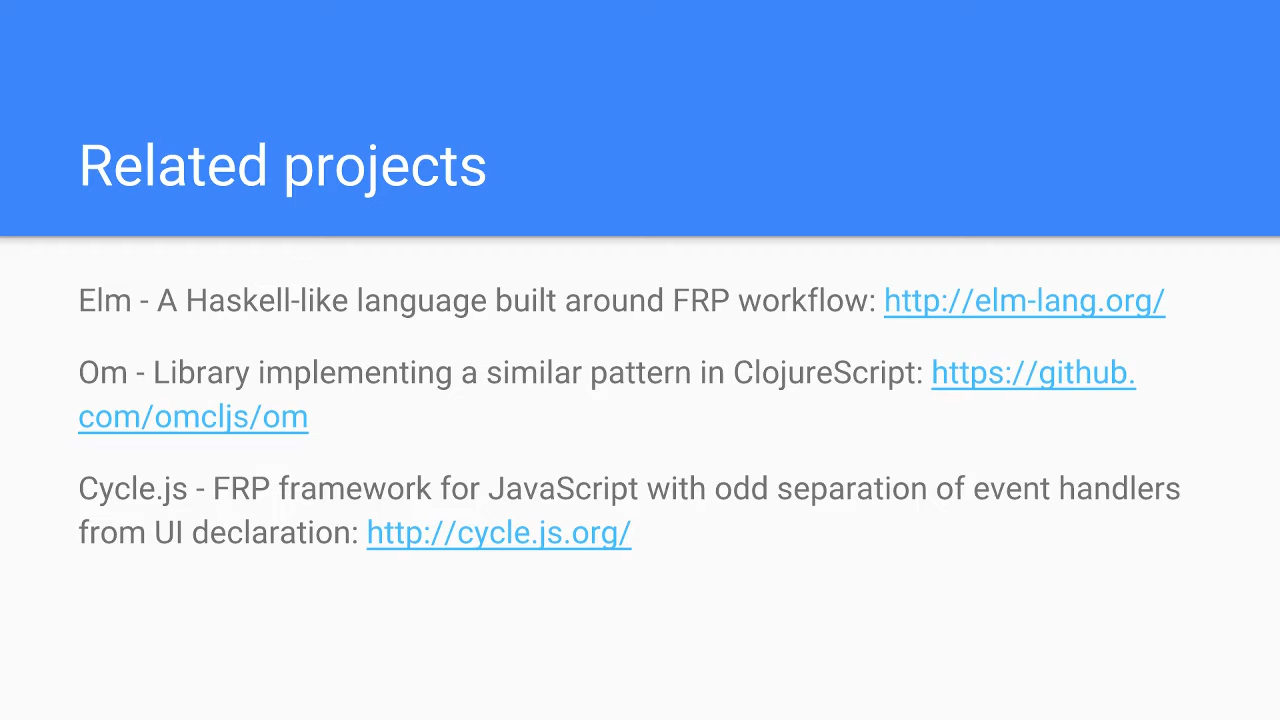 Related projects
Elm - A Haskell-like language built around FRP workflow: http://elm-lang.org/
Om - Library implementing a similar pattern in ClojureScript: https://github.
com/omcljs/om
Cycle.js - FRP framework for JavaScript with odd separation of event handlers
from UI declaration: http://cycle.js.org/